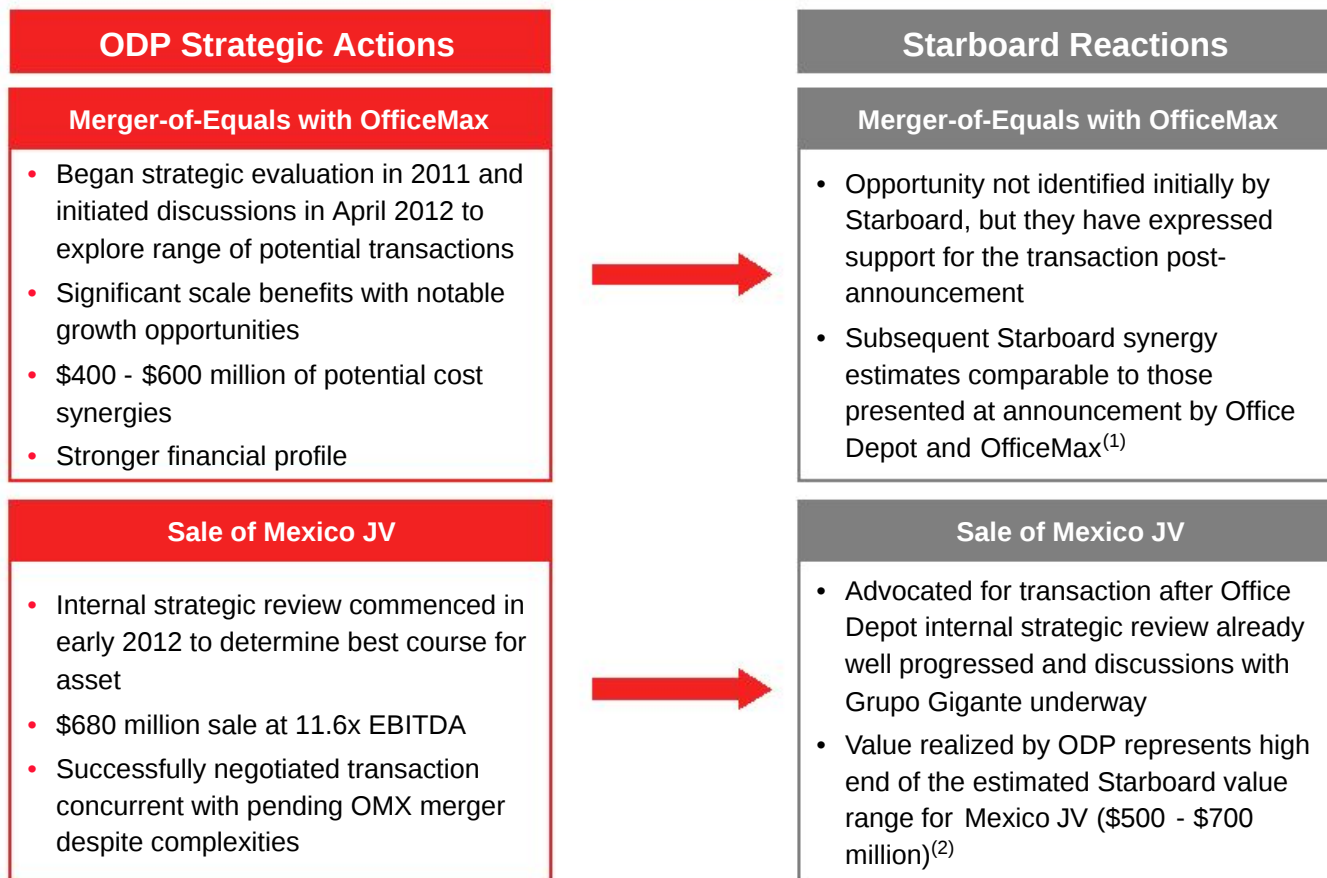 ODP Strategic Actions
Merger-of-Equals with OfficeMax
• Began strategic evaluation in 2011 and
initiated discussions in April 2012 to
explore range of potential transactions
• Significant scale benefits with notable
growth opportunities
• $400 - $600 million of potential cost
synergies
• Stronger financial profile
Sale of Mexico JV
• Internal strategic review commenced in
early 2012 to determine best course for
asset
• $680 million sale at 11.6x EBITDA
• Successfully negotiated transaction
concurrent with pending OMX merger
despite complexities
Starboard Reactions
Merger-of-Equals with OfficeMax
• Opportunity not identified initially by
Starboard, but they have expressed
support for the transaction post-
announcement
• Subsequent Starboard synergy
estimates comparable to those
presented at announcement by Office
Depot and OfficeMax(1)
Sale of Mexico JV
• Advocated for transaction after Office
Depot internal strategic review already
well progressed and discussions with
Grupo Gigante underway
• Value realized by ODP represents high
end of the estimated Starboard value
range for Mexico JV ($500 - $700
million)(2)